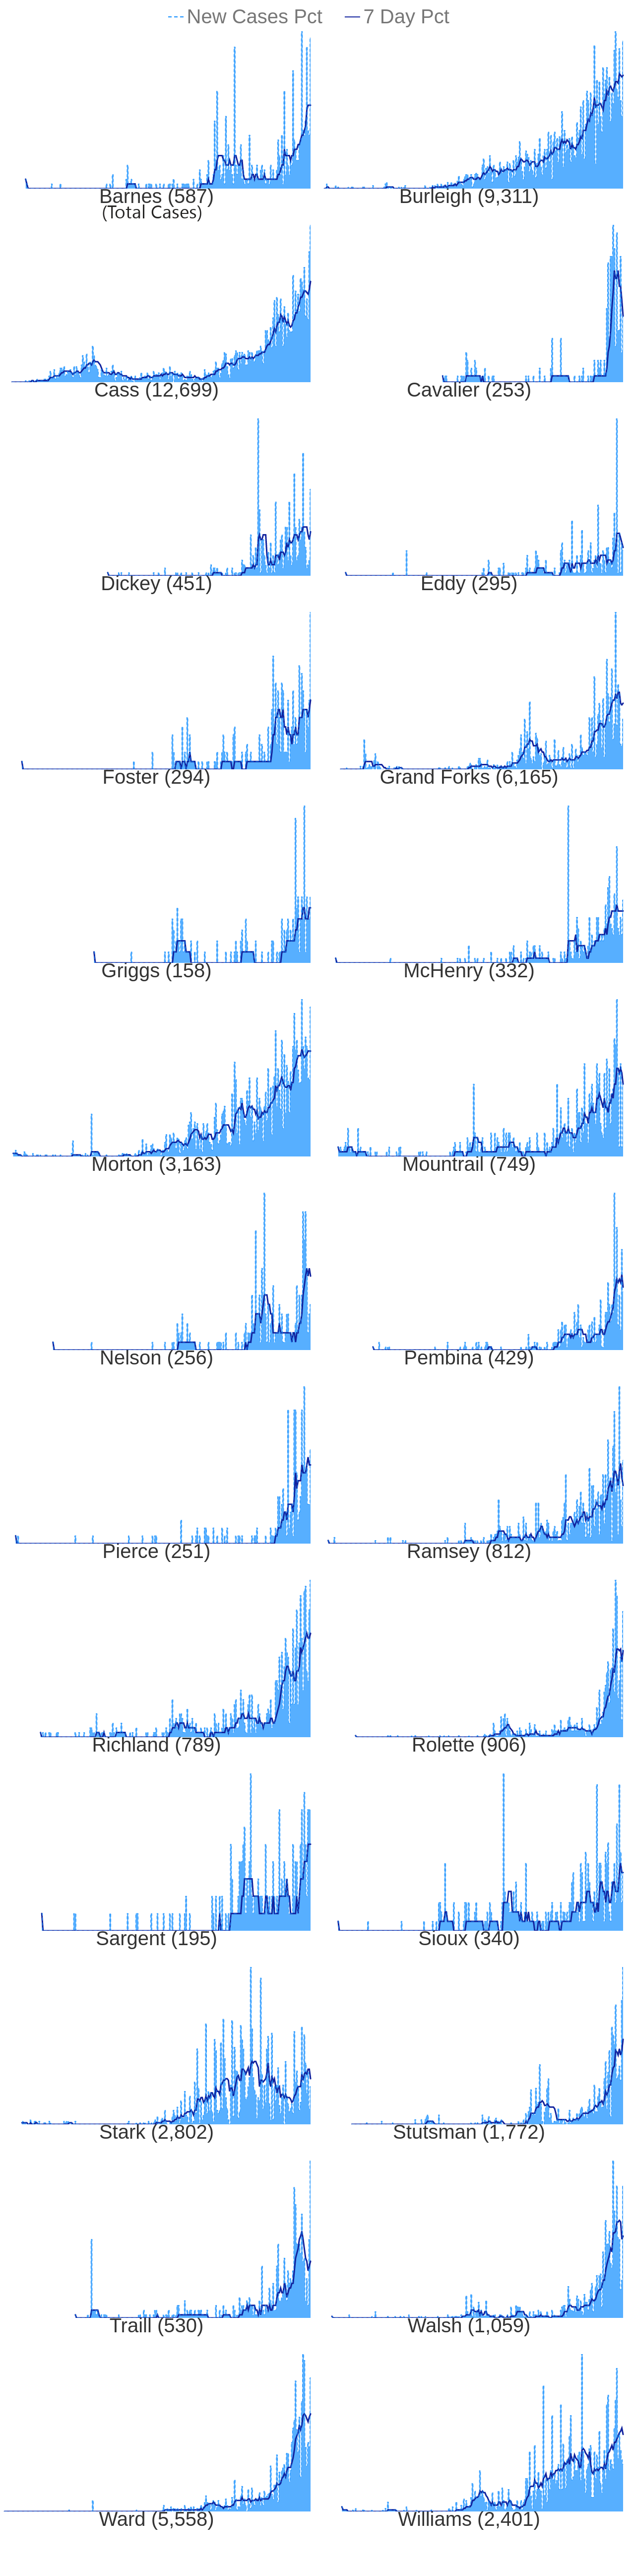 New Cases Pct 7 Day Pct
Barnes (587) Burleigh (9,311)
(Total Cases)
Cass (12,699) Cavalier (253)
Dickey (451) Eddy (295)
Foster (294) Grand Forks (6,165)
Griggs (158) McHenry (332)
Morton (3,163) Mountrail (749)
Nelson (256) Pembina (429)
Pierce (251) Ramsey (812)
Richland (789) Rolette (906)
Sargent (195) Sioux (340)
Stark (2,802) Stutsman (1,772)
Traill (530) Walsh (1,059)
Ward (5,558) Williams (2,401)